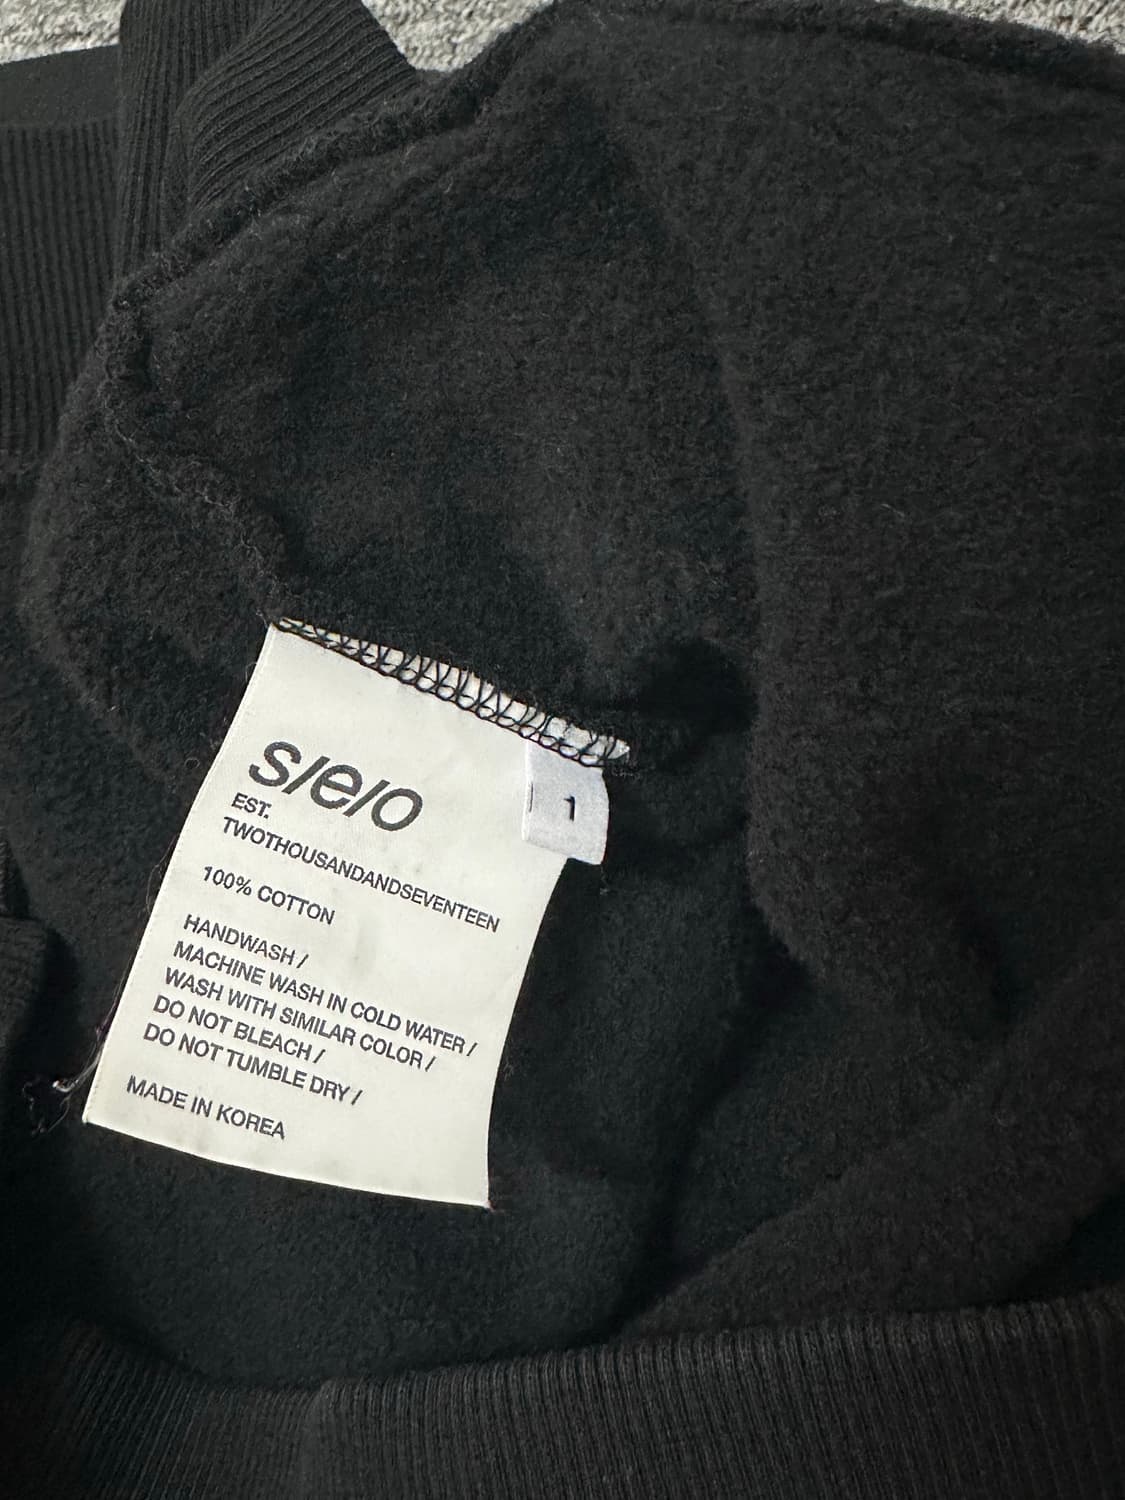 s/e/o
EST.
TWOTHOUSANDANDSEVENTEEN
1
100% COTTON
HANDWASH /
MACHINE WASH IN COLD WATER /
WASH WITH SIMILAR COLOR /
DO NOT BLEACH /
DO NOT TUMBLE DRY /
MADE IN KOREA